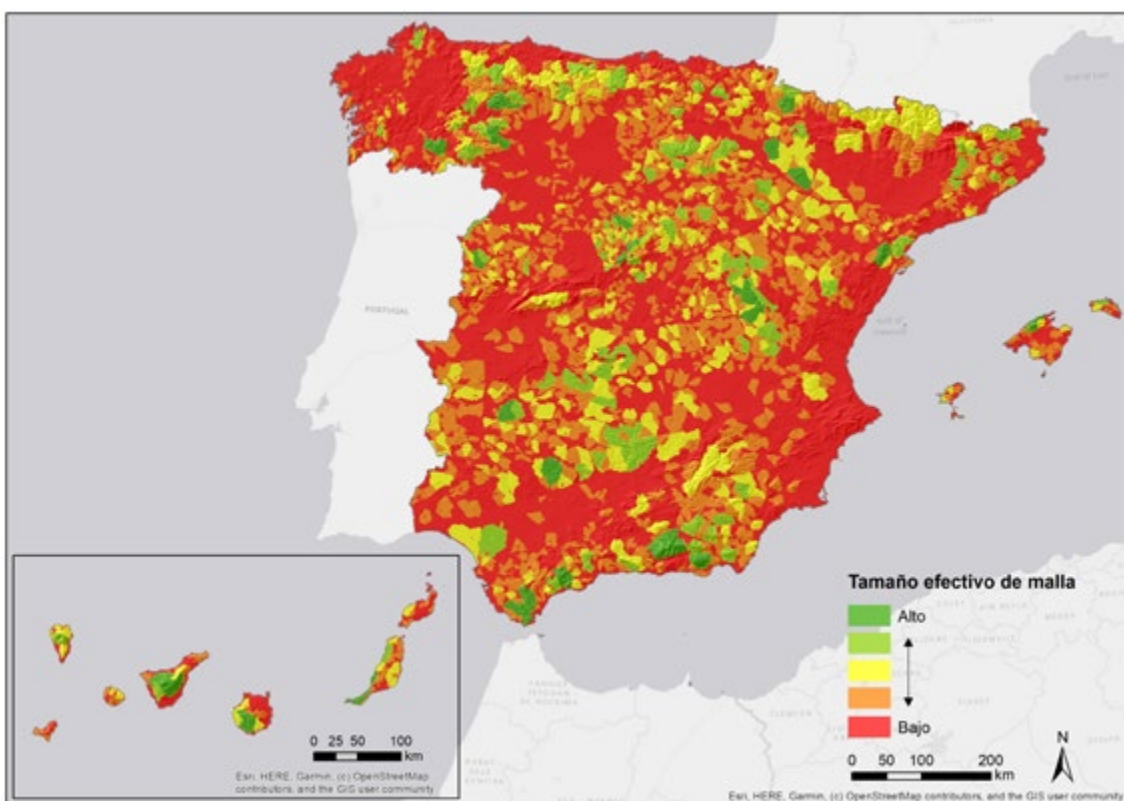 PORTUGAL
Tamaño efectivo de malla
Alto
Bajo
0 25 50 100
km
Esri, HERE, Garmin, (c) OpenStreetMap
contributors, and the GIS user community
N
0 50 100 200
km
Esri, HERE, Garmin, (c) OpenStreetMap contributors, and the GIS user community